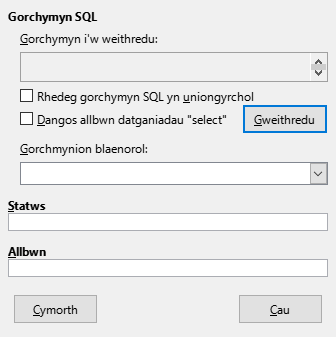 Gorchymyn SQL
Gorchymyn i'w weithredu:
Rhedeg gorchymyn SQL yn uniongyrchol
Dangos allbwn datganiadau "select"
Gweithredu
Gorchmynion blaenorol:
Statws
Allbwn
Cymorth
Cau